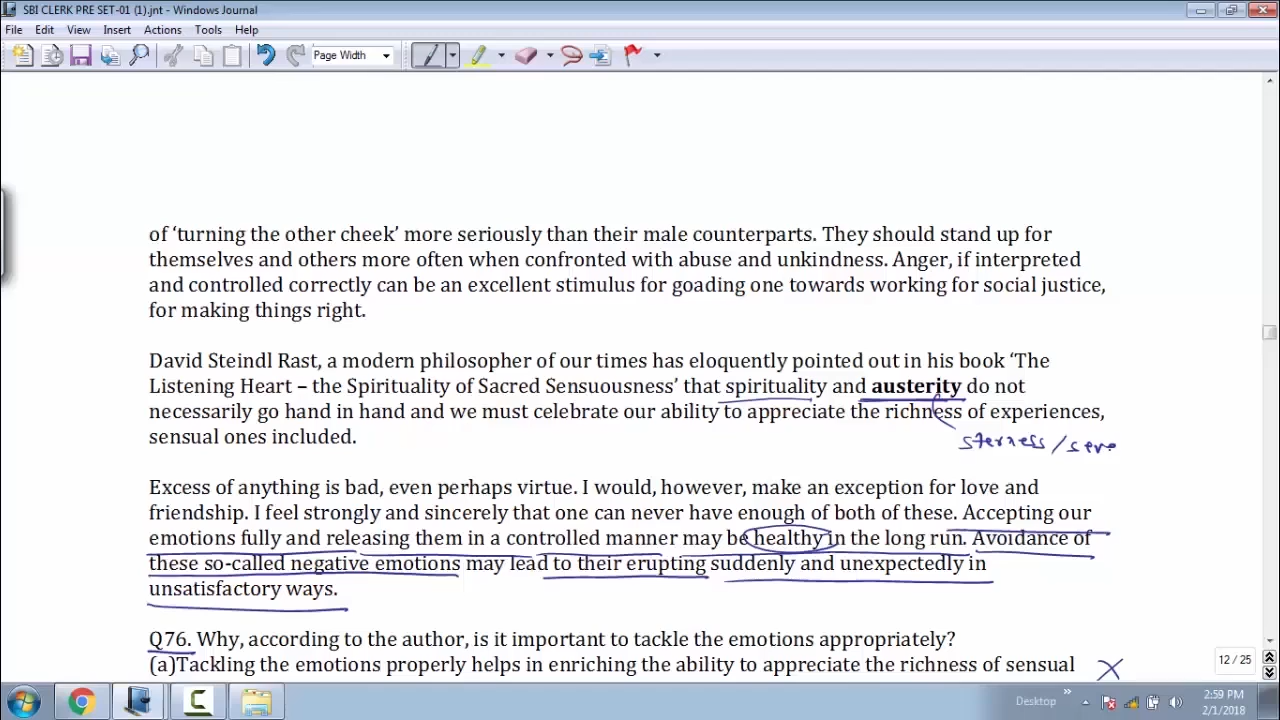 SBI CLERK PRE SET-01 (1).jnt - Windows Journal
File Edit View Insert Actions Tools Help
Page Width
of ‘turning the other cheek’ more seriously than their male counterparts. They should stand up for
themselves and others more often when confronted with abuse and unkindness. Anger, if interpreted
and controlled correctly can be an excellent stimulus for goading one towards working for social justice,
for making things right.
David Steindl Rast, a modern philosopher of our times has eloquently pointed out in his book ‘The
Listening Heart – the Spirituality of Sacred Sensuousness’ that spirituality and austerity do not
necessarily go hand in hand and we must celebrate our ability to appreciate the richness of experiences,
sensual ones included.
sterness/seve
Excess of anything is bad, even perhaps virtue. I would, however, make an exception for love and
friendship. I feel strongly and sincerely that one can never have enough of both of these. Accepting our
emotions fully and releasing them in a controlled manner may be healthy in the long run. Avoidance of
these so-called negative emotions may lead to their erupting suddenly and unexpectedly in
unsatisfactory ways.
Q76. Why, according to the author, is it important to tackle the emotions appropriately?
(a)Tackling the emotions properly helps in enriching the ability to appreciate the richness of sensual
12 / 25
Desktop
2:59 PM
2/1/2018